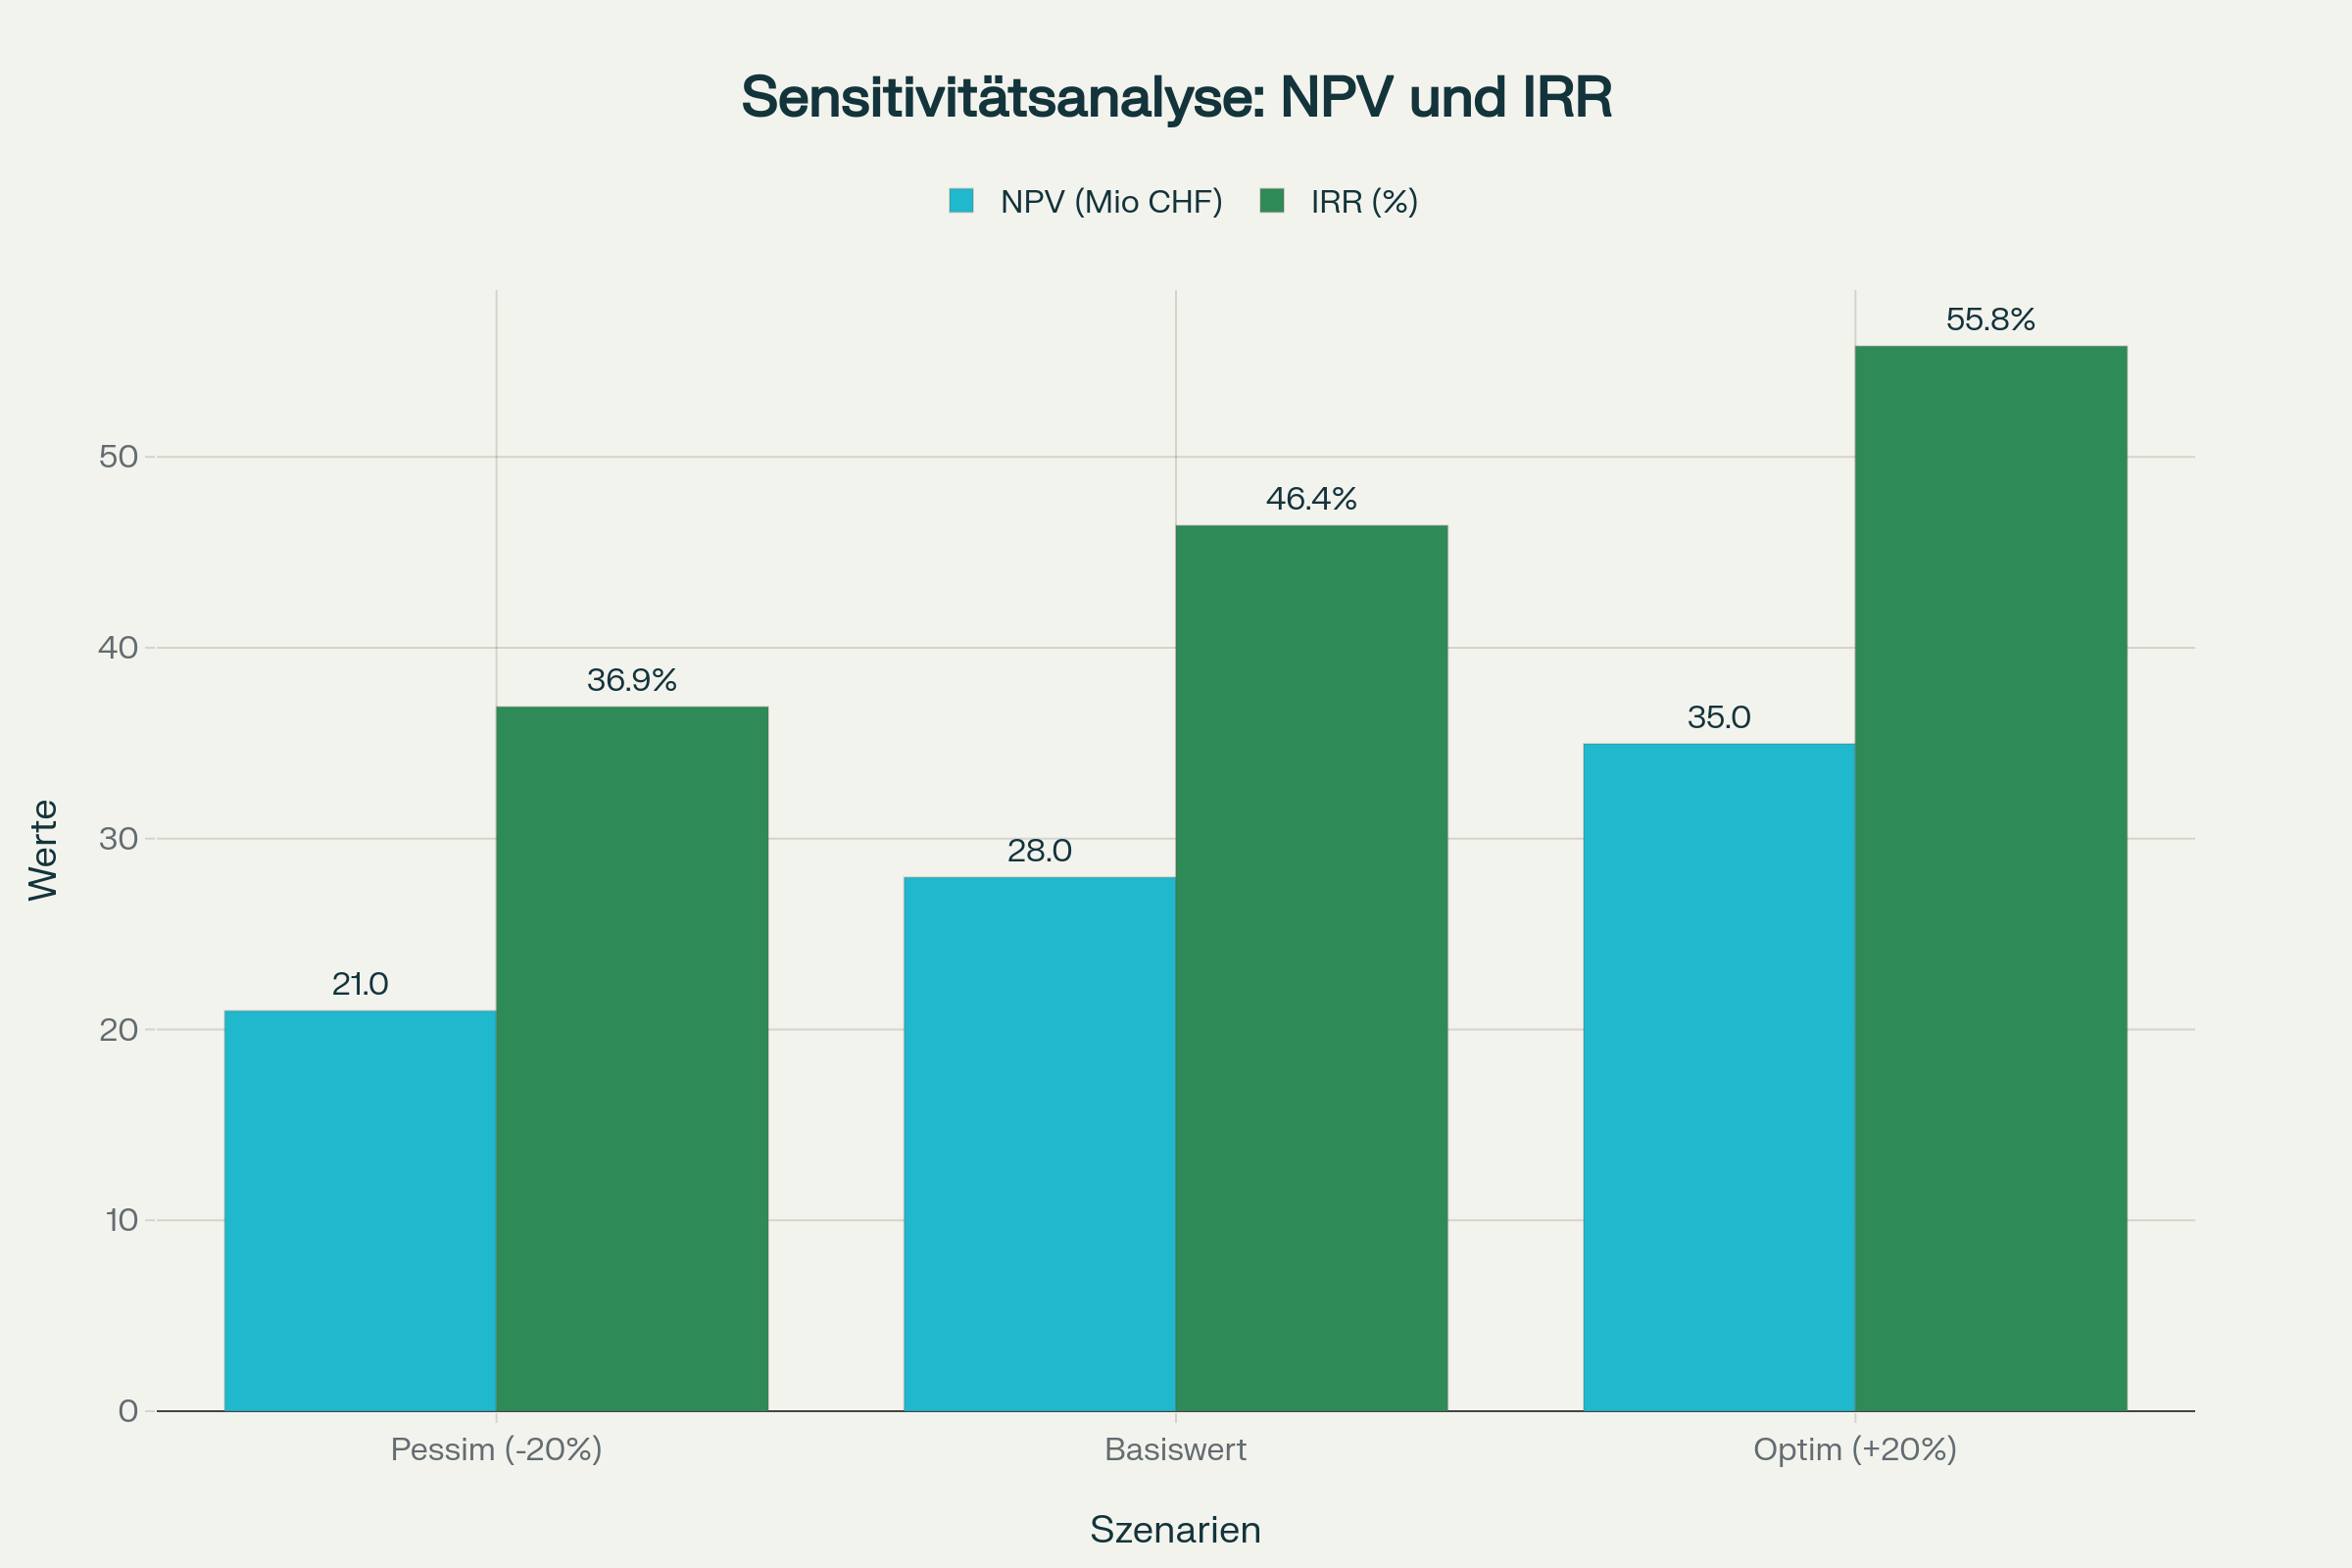 Sensitivitätsanalyse: NPV und IRR
NPV (Mio CHF) IRR (%)
55.8%
50
46.4%
40
36.9%
35.0
Werte
30
28.0
21.0
20
10
0
Pessim (-20%) Basiswert Optim (+20%)
Szenarien